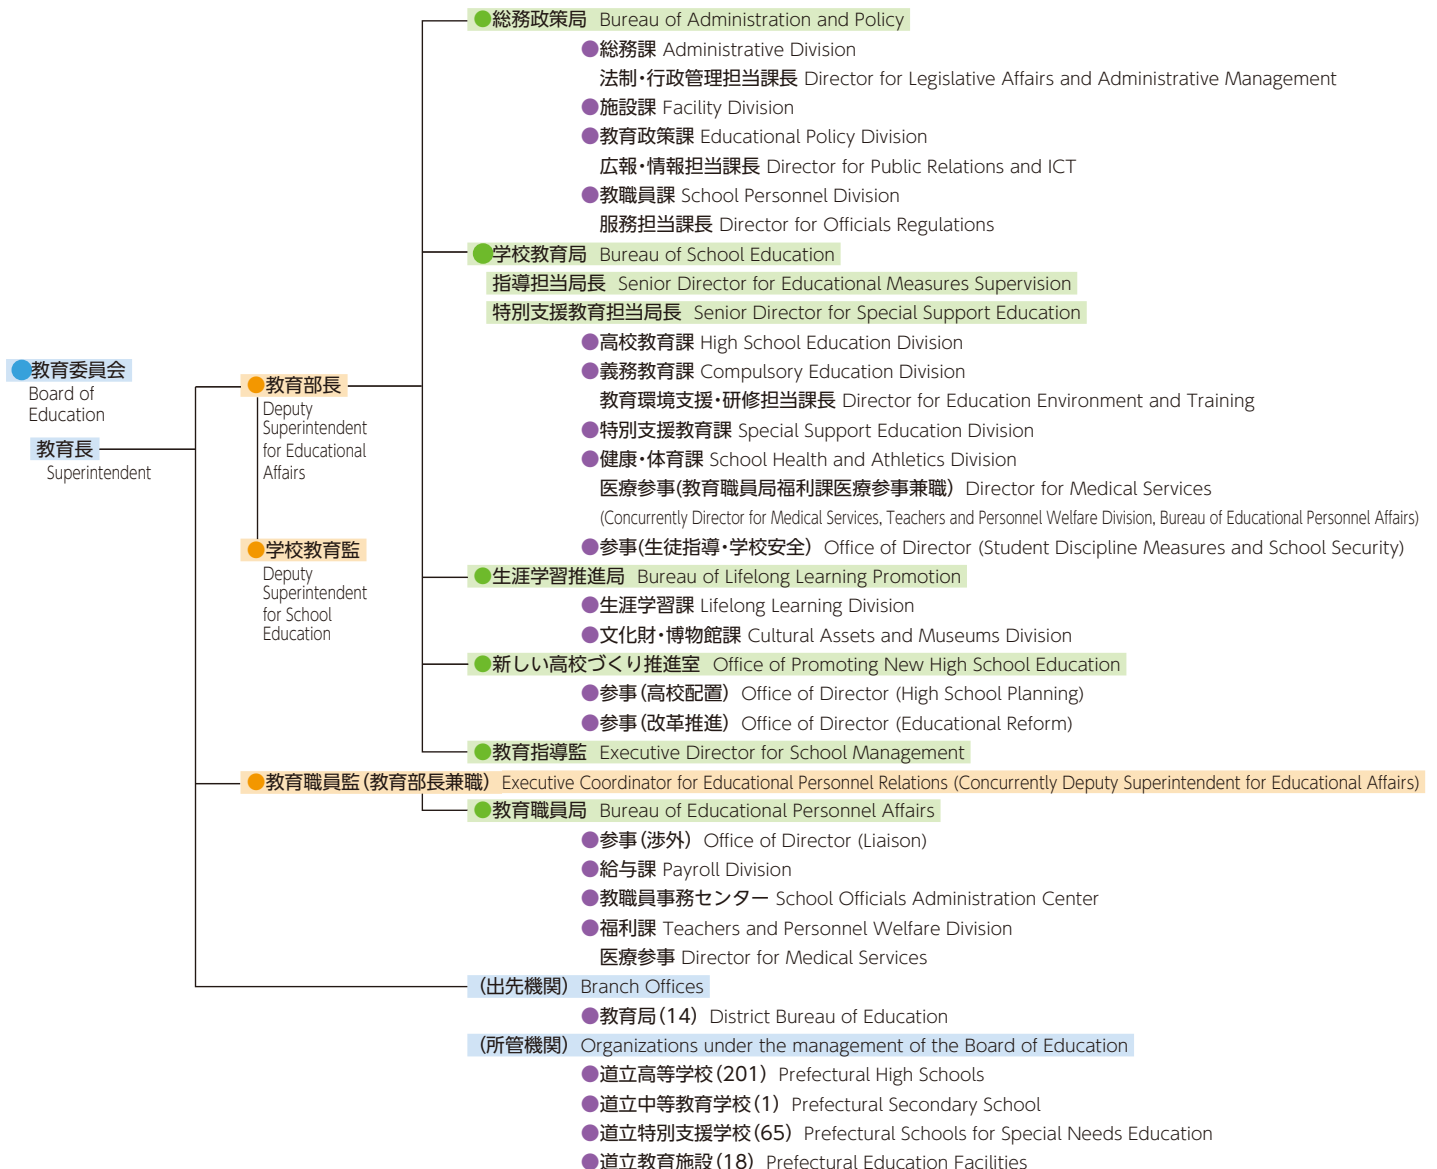 ●総務政策局 Bureau of Administration and Policy
●総務課 Administrative Division
法制・行政管理担当課長 Director for Legislative Affairs and Administrative Management
●施設課 Facility Division
●教育政策課 Educational Policy Division
広報・情報担当課長 Director for Public Relations and ICT
●教職員課 School Personnel Division
服務担当課長 Director for Officials Regulations
●学校教育局 Bureau of School Education
指導担当局長 Senior Director for Educational Measures Supervision
特別支援教育担当局長 Senior Director for Special Support Education
●高校教育課 High School Education Division
●義務教育課 Compulsory Education Division
教育環境支援・研修担当課長 Director for Education Environment and Training
●特別支援教育課 Special Support Education Division
●健康・体育課 School Health and Athletics Division
医療参事(教育職員局福利課医療参事兼職) Director for Medical Services
(Concurrently Director for Medical Services, Teachers and Personnel Welfare Division, Bureau of Educational Personnel Affairs)
●参事(生徒指導・学校安全) Office of Director (Student Discipline Measures and School Security)
●教育委員会
Board of
Education
教育長
Superintendent
●教育部長
Deputy
Superintendent
for Educational
Affairs
●学校教育監
Deputy
Superintendent
for School
Education
●生涯学習推進局 Bureau of Lifelong Learning Promotion
●生涯学習課 Lifelong Learning Division
●文化財・博物館課 Cultural Assets and Museums Division
●新しい高校づくり推進室 Office of Promoting New High School Education
●参事(高校配置) Office of Director (High School Planning)
●参事(改革推進) Office of Director (Educational Reform)
●教育指導監 Executive Director for School Management
●教育職員監(教育部長兼職) Executive Coordinator for Educational Personnel Relations (Concurrently Deputy Superintendent for Educational Affairs)
●教育職員局 Bureau of Educational Personnel Affairs
●参事(渉外) Office of Director (Liaison)
●給与課 Payroll Division
●教職員事務センター School Officials Administration Center
●福利課 Teachers and Personnel Welfare Division
医療参事 Director for Medical Services
(出先機関) Branch Offices
●教育局(14) District Bureau of Education
(所管機関) Organizations under the management of the Board of Education
●道立高等学校(201) Prefectural High Schools
●道立中等教育学校(1) Prefectural Secondary School
●道立特別支援学校(65) Prefectural Schools for Special Needs Education
●道立教育施設(18) Prefectural Education Facilities